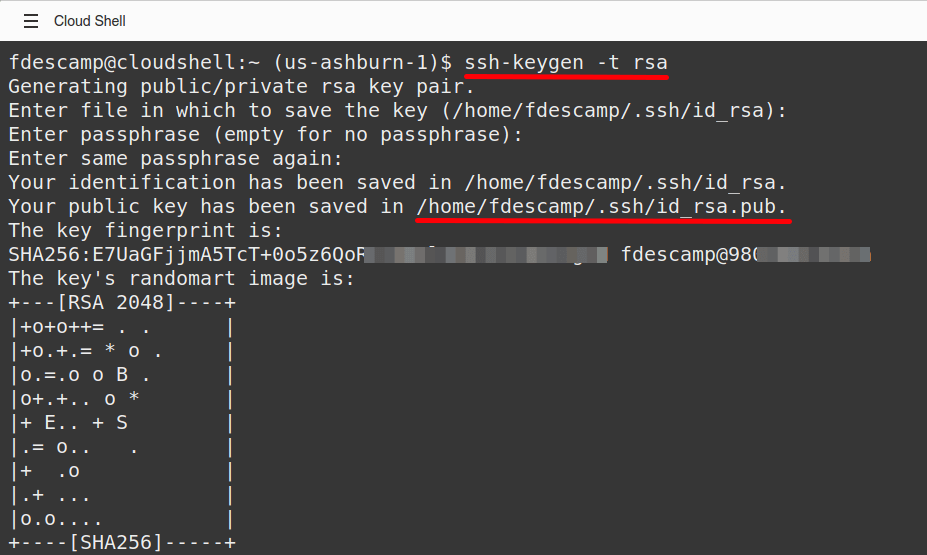 ☰ Cloud Shell
fdescamp@cloudshell:~ (us-ashburn-1)$ ssh-keygen -t rsa
Generating public/private rsa key pair.
Enter file in which to save the key (/home/fdescamp/.ssh/id_rsa):
Enter passphrase (empty for no passphrase):
Enter same passphrase again:
Your identification has been saved in /home/fdescamp/.ssh/id_rsa.
Your public key has been saved in /home/fdescamp/.ssh/id_rsa.pub.
The key fingerprint is:
SHA256:E7UaGFjjmA5TcT+0o5z6QoR fdescamp@980
The key's randomart image is:
+---[RSA 2048]----+
|+o+o++= . .      |
|+o.+.= * o .     |
|o.=.o o B .      |
|o+.+.. o *       |
|+ E.. + S        |
|.= o..   .       |
|+  .o            |
|.+ ...           |
|o.o....          |
+----[SHA256]-----+